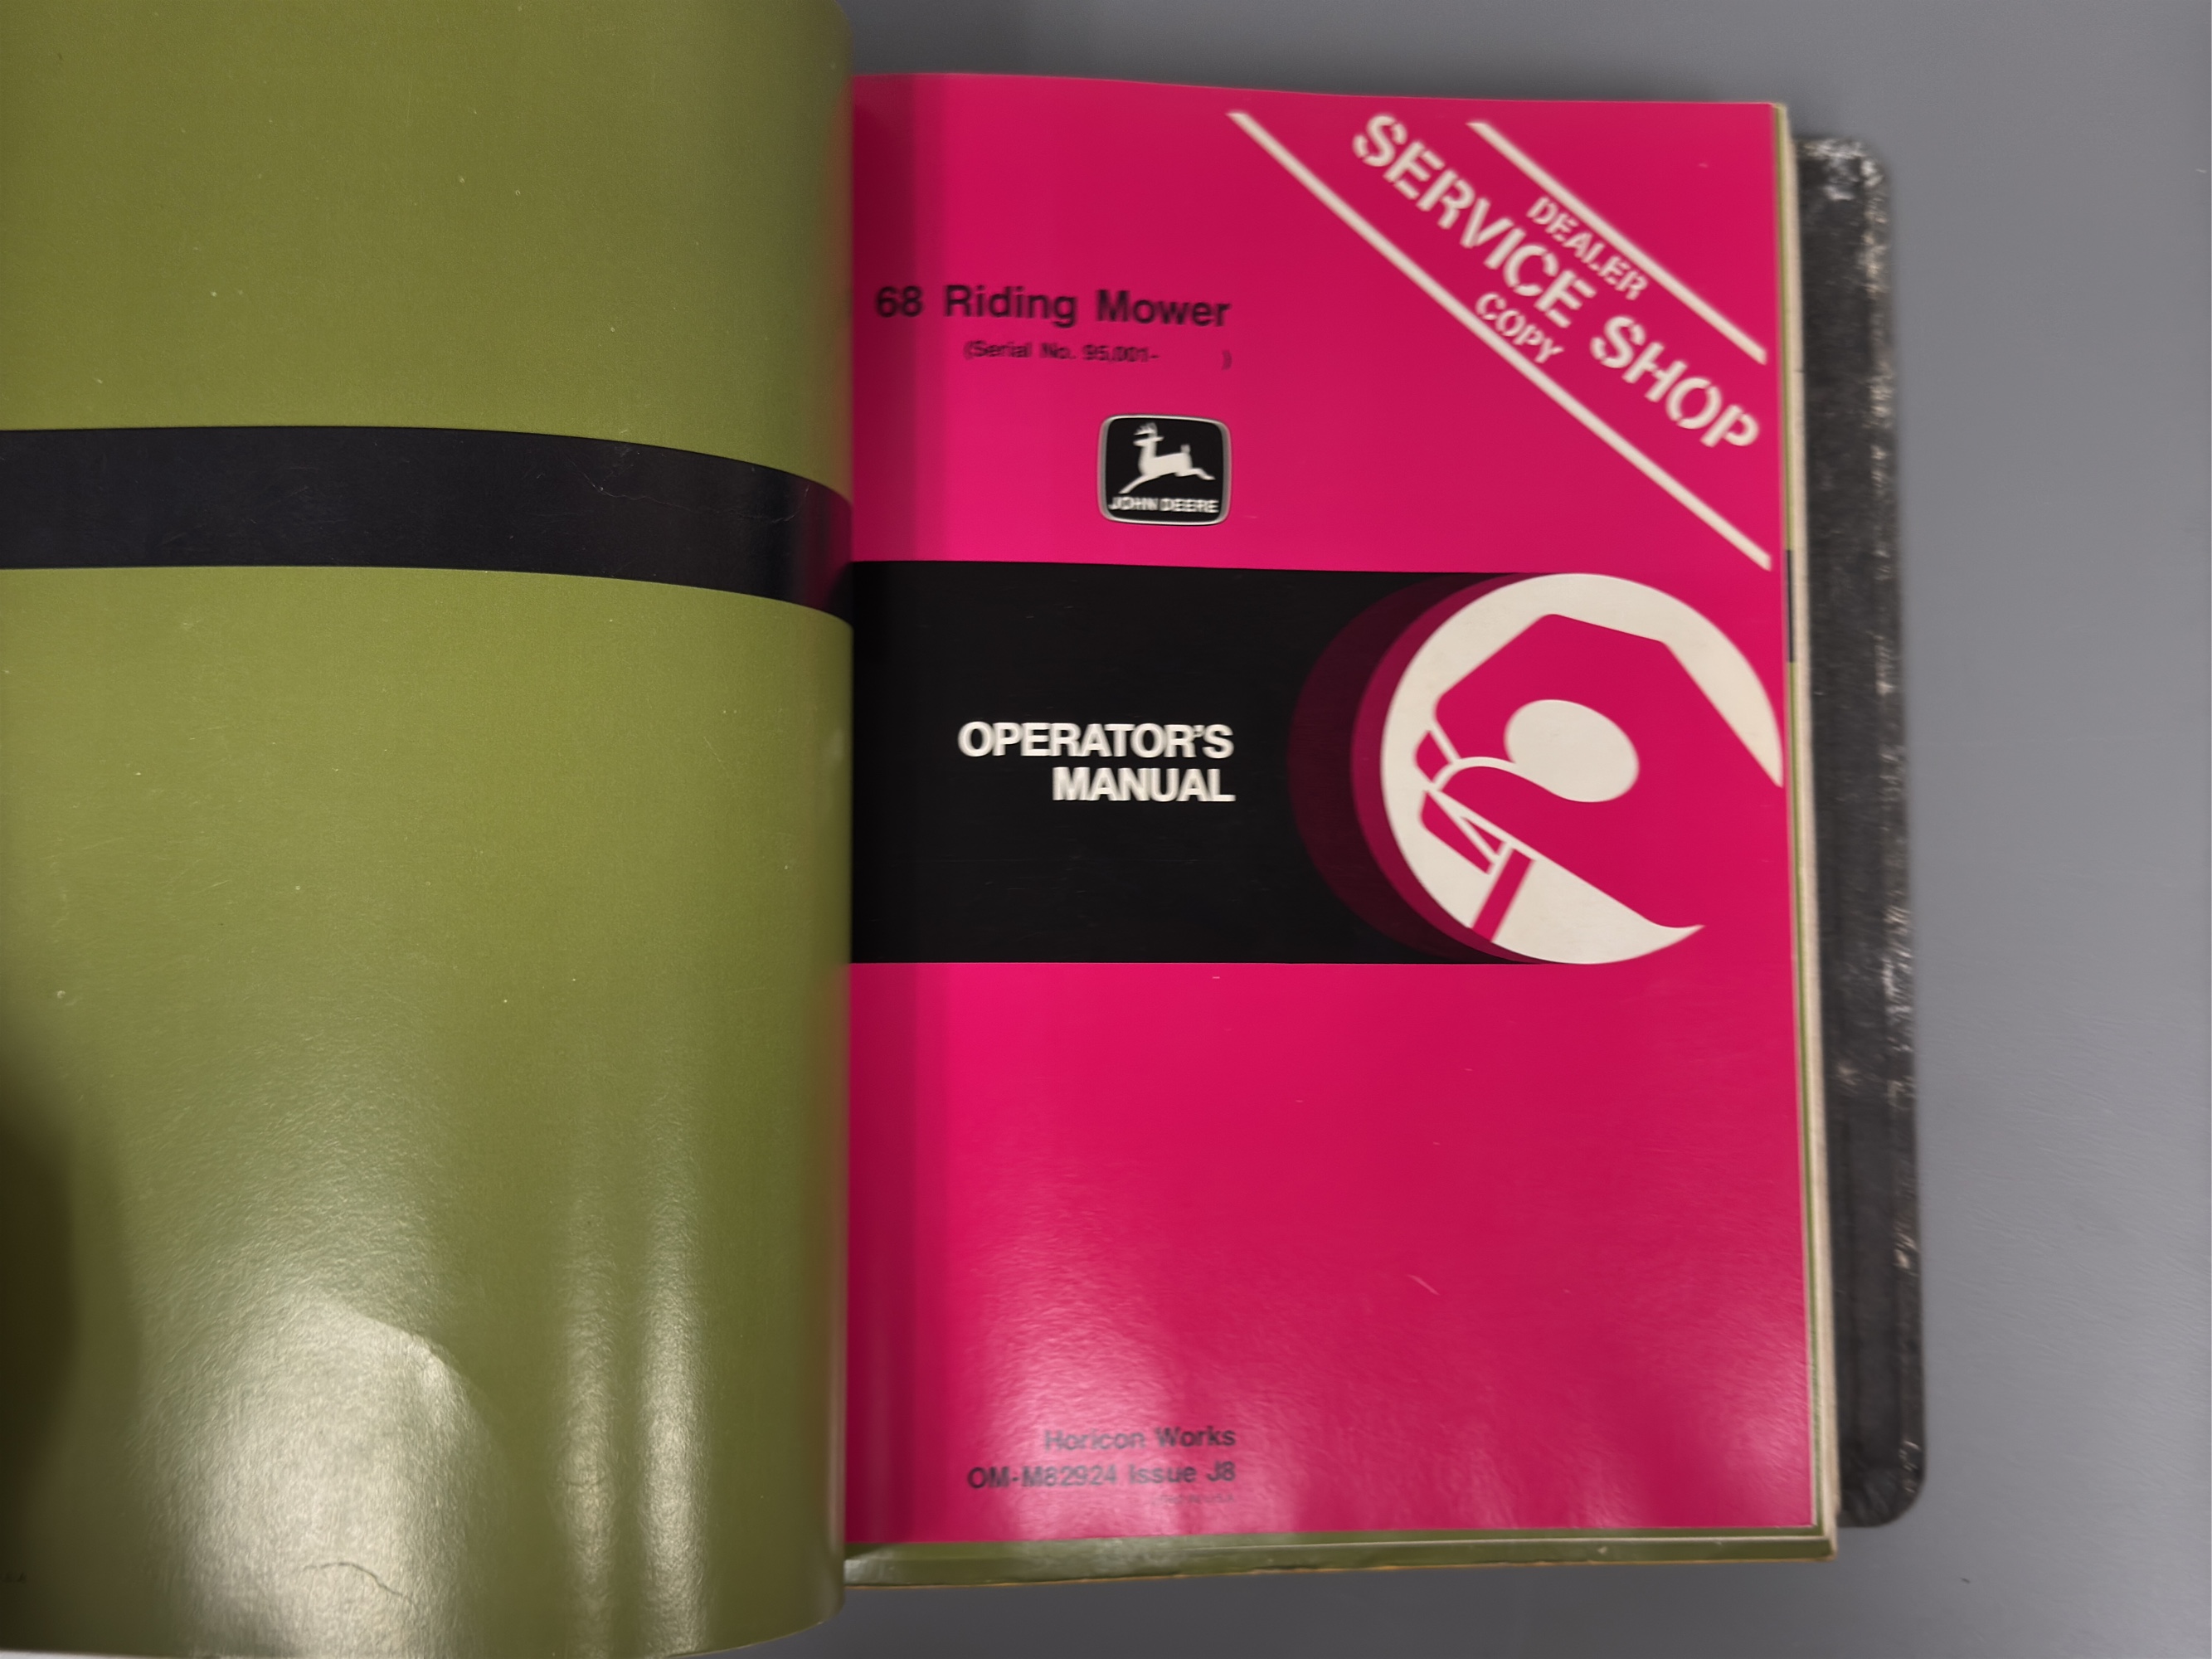 DEALER
SERVICE SHOP
COPY
68 Riding Mower
(Serial No. 95,001- )
JOHN DEERE
OPERATOR'S
MANUAL
Horicon Works
OM-M82924 Issue J8